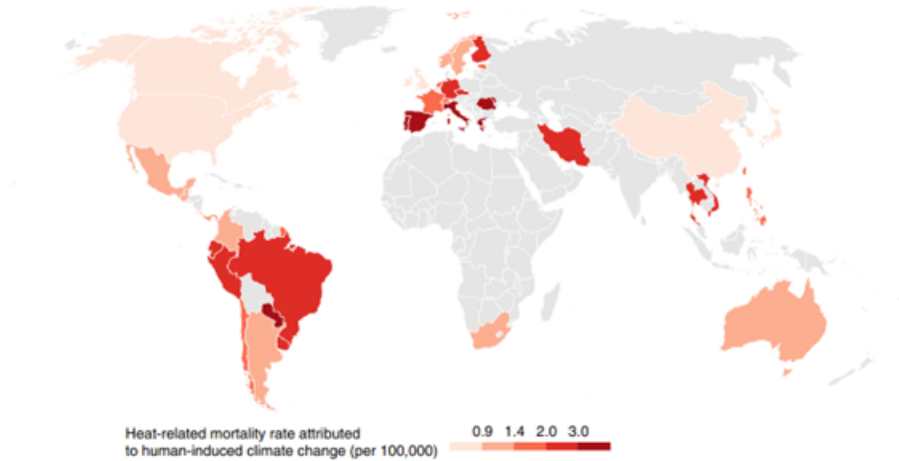 Heat-related mortality rate attributed
to human-induced climate change (per 100,000)
0.9 1.4 2.0 3.0